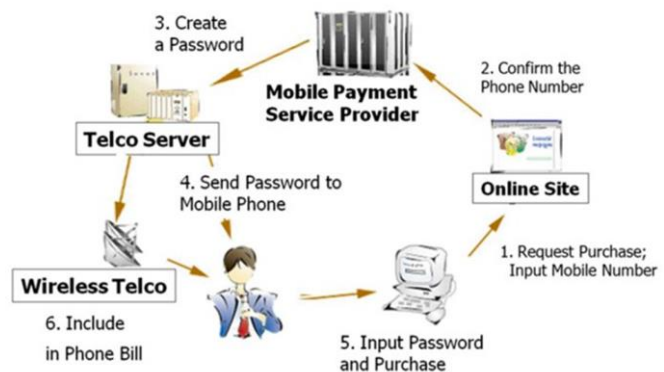 3. Create
a Password
Mobile Payment
Service Provider
2. Confirm the
Phone Number
Telco Server
Online Site
4. Send Password to
Mobile Phone
1. Request Purchase;
Input Mobile Number
Wireless Telco
6. Include
in Phone Bill
5. Input Password
and Purchase